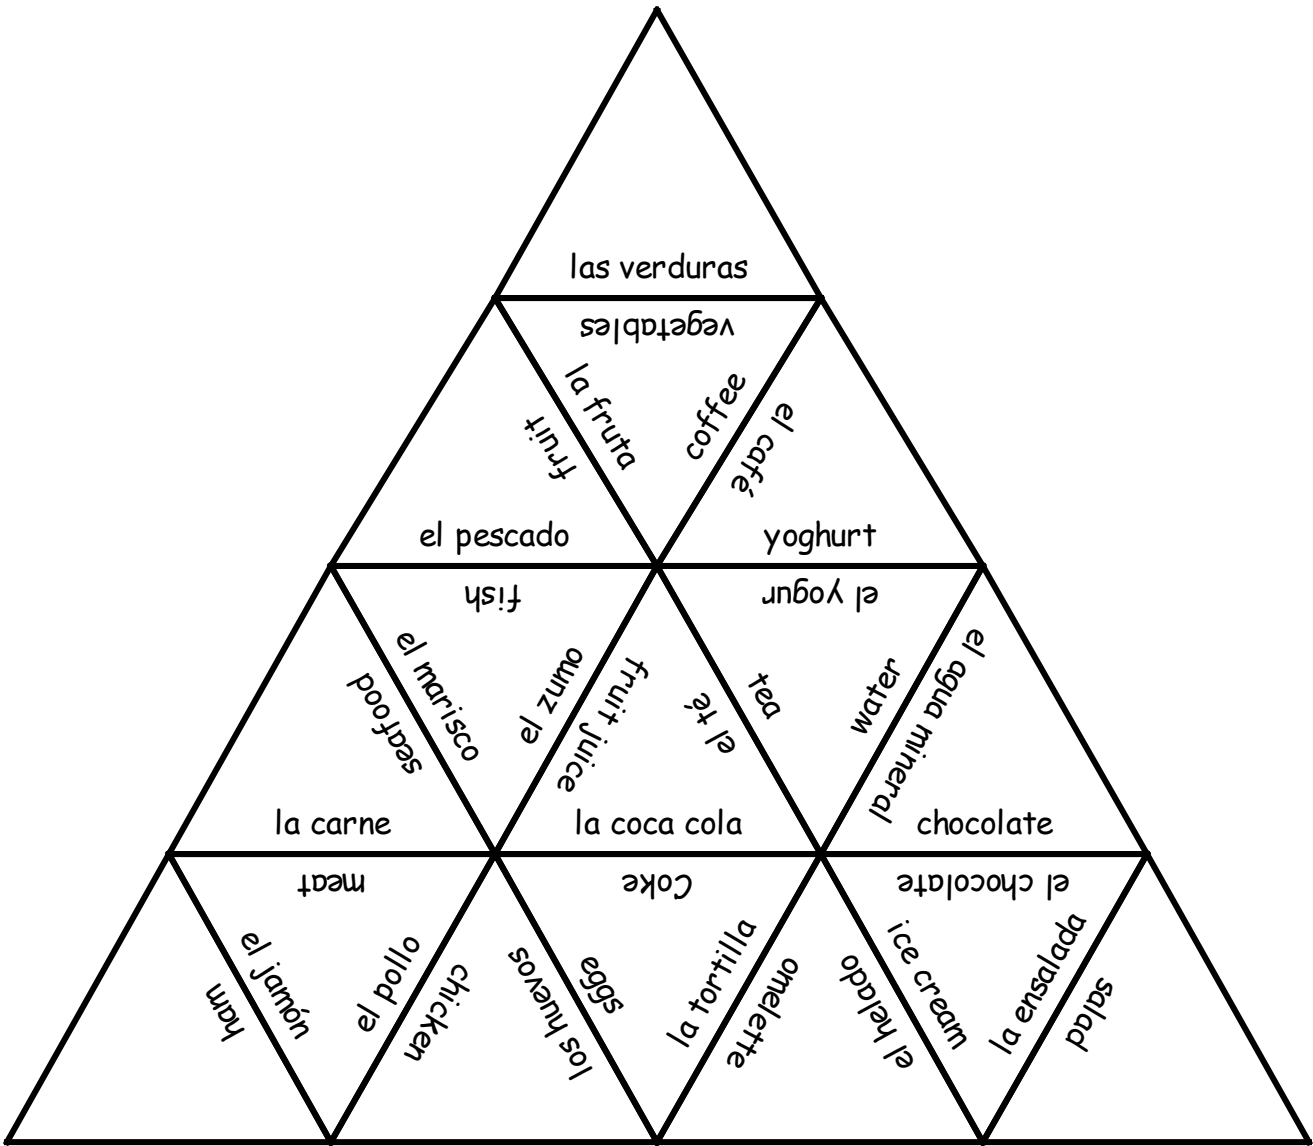 las verduras
vegetables
la fruta
fruit
coffee
el café
el pescado
yoghurt
fish
el yogur
el marisco
seafood
el zumo
fruit juice
el té
tea
water
el agua mineral
la carne
la coca cola
chocolate
meat
Coke
el chocolate
el jamón
ham
el pollo
chicken
los huevos
eggs
la tortilla
omelette
el helado
ice cream
la ensalada
salad